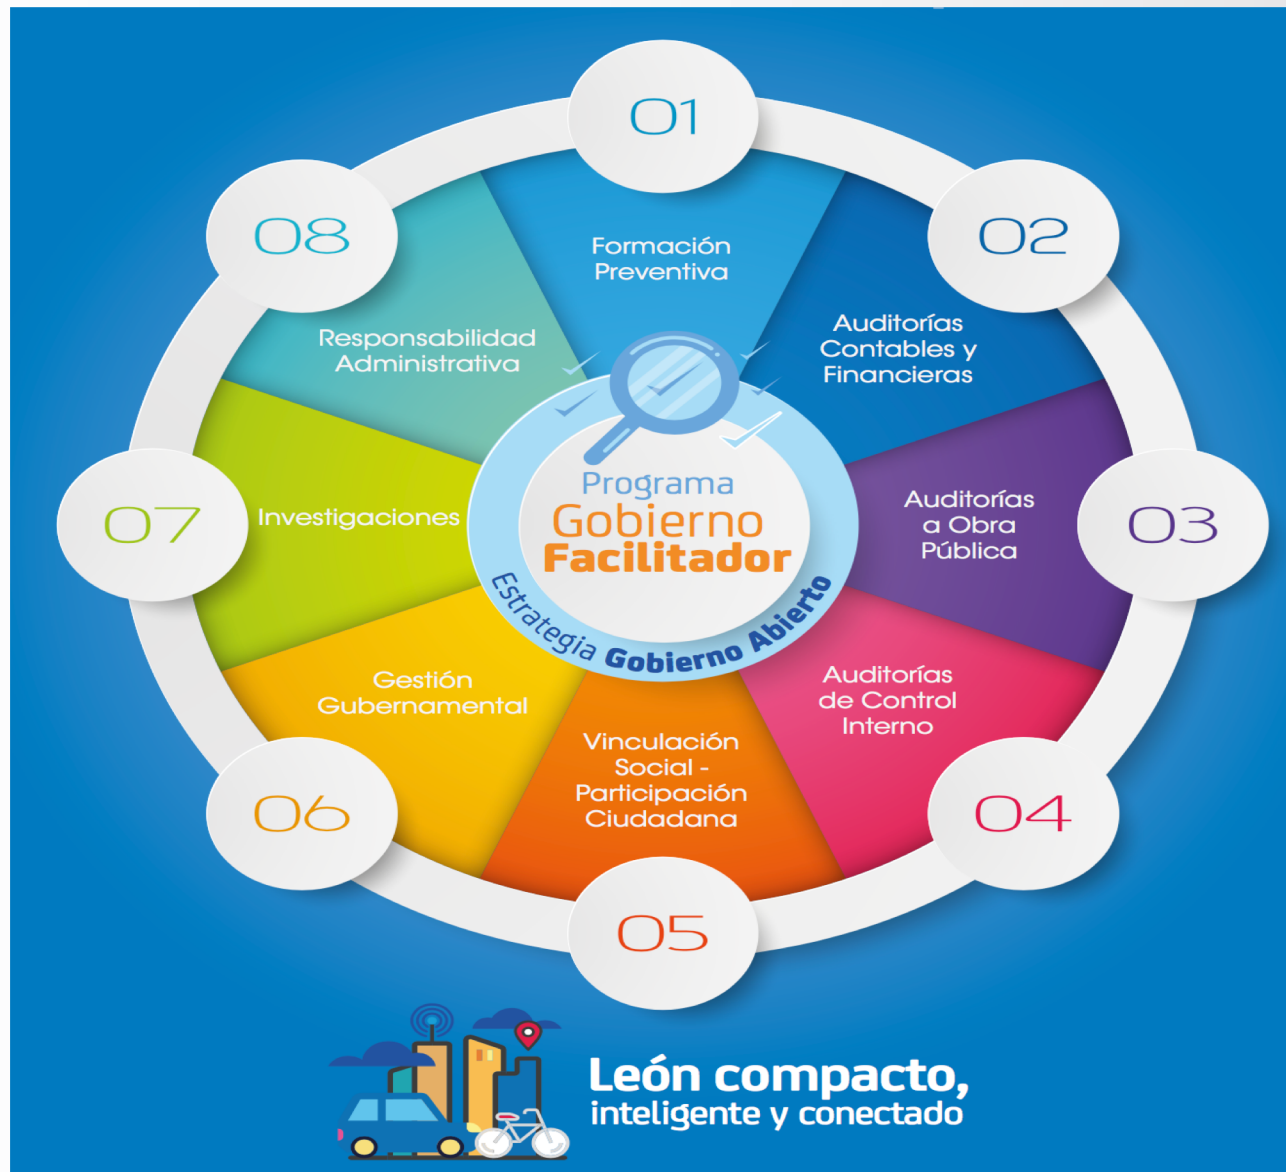 01
Formación
Preventiva
02
Auditorías
Contables y
Financieras
03
Auditorías
a Obra
Pública
04
Auditorías
de Control
Interno
05
Vinculación
Social -
Participación
Ciudadana
06
Gestión
Gubernamental
07
Investigaciones
08
Responsabilidad
Administrativa
Programa
Gobierno
Facilitador
Estrategia Gobierno Abierto
León compacto,
inteligente y conectado